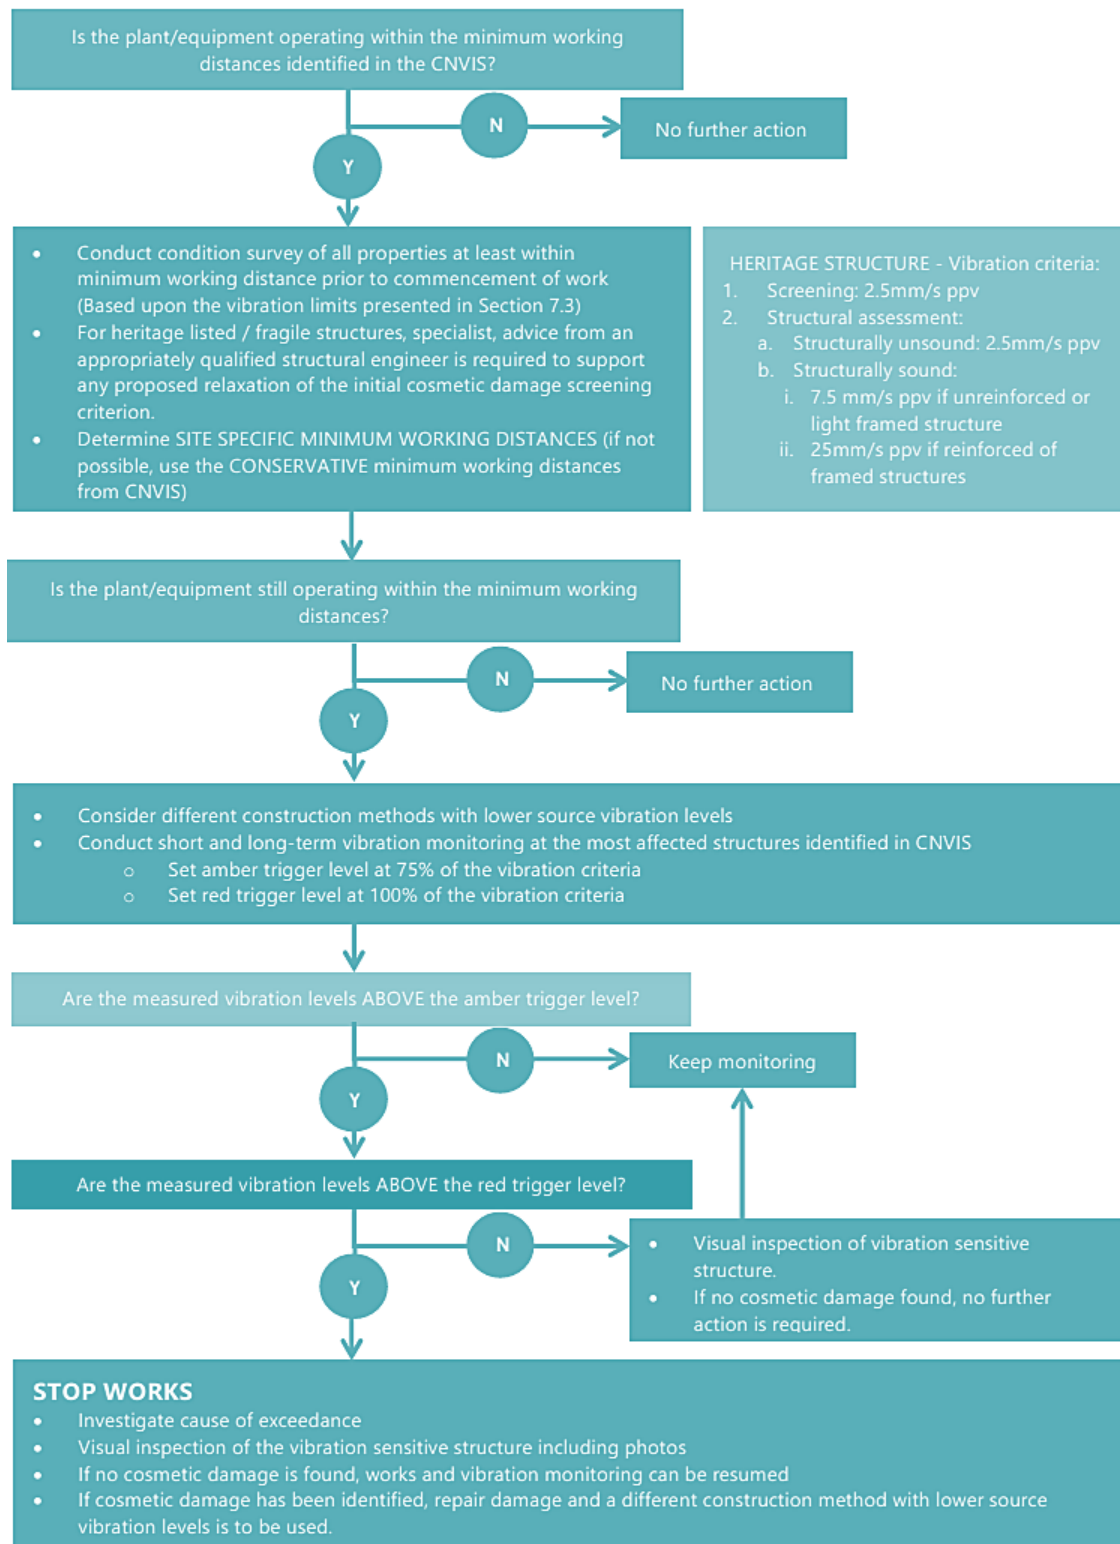 Is the plant/equipment operating within the minimum working
distances identified in the CNVIS?
N
No further action
Y
• Conduct condition survey of all properties at least within
minimum working distance prior to commencement of work
(Based upon the vibration limits presented in Section 7.3)
• For heritage listed / fragile structures, specialist, advice from an
appropriately qualified structural engineer is required to support
any proposed relaxation of the initial cosmetic damage screening
criterion.
• Determine SITE SPECIFIC MINIMUM WORKING DISTANCES (if not
possible, use the CONSERVATIVE minimum working distances
from CNVIS)
HERITAGE STRUCTURE - Vibration criteria:
1. Screening: 2.5mm/s ppv
2. Structural assessment:
a. Structurally unsound: 2.5mm/s ppv
b. Structurally sound:
i. 7.5 mm/s ppv if unreinforced or
light framed structure
ii. 25mm/s ppv if reinforced of
framed structures
Is the plant/equipment still operating within the minimum working
distances?
N
No further action
Y
• Consider different construction methods with lower source vibration levels
• Conduct short and long-term vibration monitoring at the most affected structures identified in CNVIS
o Set amber trigger level at 75% of the vibration criteria
o Set red trigger level at 100% of the vibration criteria
Are the measured vibration levels ABOVE the amber trigger level?
N
Keep monitoring
Y
Are the measured vibration levels ABOVE the red trigger level?
N
• Visual inspection of vibration sensitive
structure.
• If no cosmetic damage found, no further
action is required.
Y
STOP WORKS
• Investigate cause of exceedance
• Visual inspection of the vibration sensitive structure including photos
• If no cosmetic damage is found, works and vibration monitoring can be resumed
• If cosmetic damage has been identified, repair damage and a different construction method with lower source
vibration levels is to be used.